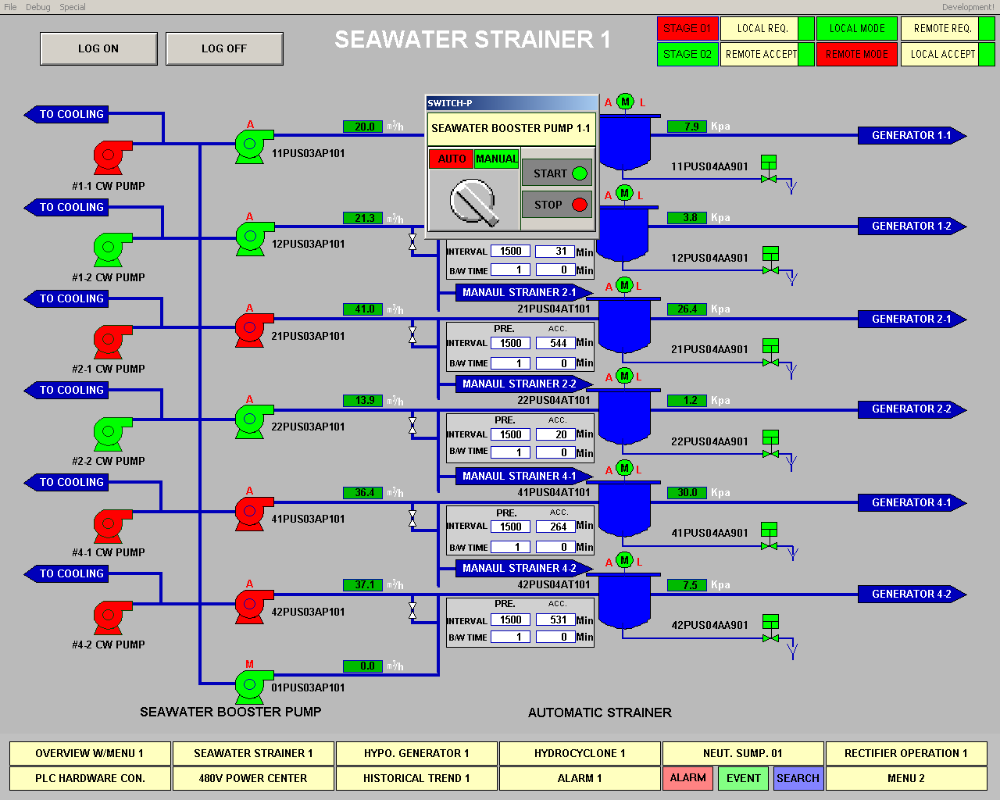 File Debug Special Development!
LOG ON
LOG OFF
SEAWATER STRAINER 1
STAGE 01
LOCAL REQ.
LOCAL MODE
REMOTE REQ.
STAGE 02
REMOTE ACCEPT
REMOTE MODE
LOCAL ACCEPT
SWITCH-P
SEAWATER BOOSTER PUMP 1-1
AUTO
MANUAL
START
STOP
TO COOLING
#1-1 CW PUMP
A
11PUS03AP101
20.0 m³/h
A M L
7.9 Kpa
GENERATOR 1-1
11PUS04AA901
TO COOLING
#1-2 CW PUMP
A
12PUS03AP101
21.3 m³/h
INTERVAL 1500 31 Min
B/W TIME 1 0 Min
A M L
3.8 Kpa
GENERATOR 1-2
12PUS04AA901
TO COOLING
#2-1 CW PUMP
A
21PUS03AP101
41.0 m³/h
MANAUL STRAINER 2-1
21PUS04AT101
PRE. ACC.
INTERVAL 1500 544 Min
B/W TIME 1 0 Min
A M L
26.4 Kpa
GENERATOR 2-1
21PUS04AA901
TO COOLING
#2-2 CW PUMP
A
22PUS03AP101
13.9 m³/h
MANAUL STRAINER 2-2
22PUS04AT101
PRE. ACC.
INTERVAL 1500 20 Min
B/W TIME 1 0 Min
A M L
1.2 Kpa
GENERATOR 2-2
22PUS04AA901
TO COOLING
#4-1 CW PUMP
A
41PUS03AP101
36.4 m³/h
MANAUL STRAINER 4-1
41PUS04AT101
PRE. ACC.
INTERVAL 1500 264 Min
B/W TIME 1 0 Min
A M L
30.0 Kpa
GENERATOR 4-1
41PUS04AA901
TO COOLING
#4-2 CW PUMP
A
42PUS03AP101
37.1 m³/h
MANAUL STRAINER 4-2
42PUS04AT101
PRE. ACC.
INTERVAL 1500 531 Min
B/W TIME 1 0 Min
A M L
7.5 Kpa
GENERATOR 4-2
42PUS04AA901
M
01PUS03AP101
0.0 m³/h
SEAWATER BOOSTER PUMP
AUTOMATIC STRAINER
OVERVIEW W/MENU 1
SEAWATER STRAINER 1
HYPO. GENERATOR 1
HYDROCYCLONE 1
NEUT. SUMP. 01
RECTIFIER OPERATION 1
PLC HARDWARE CON.
480V POWER CENTER
HISTORICAL TREND 1
ALARM 1
ALARM
EVENT
SEARCH
MENU 2